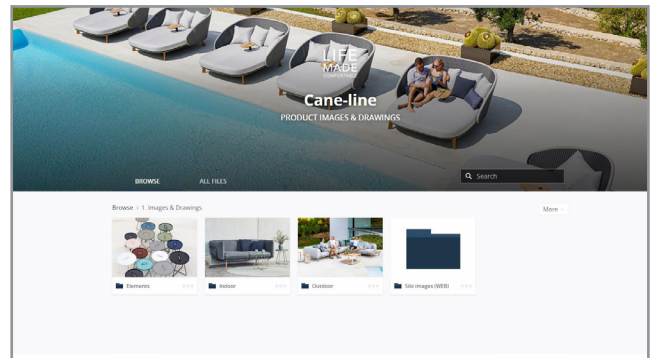 LIFE
MADE
COMFORTABLE
Cane-line
PRODUCT IMAGES & DRAWINGS
BROWSE ALL FILES Search
Browse › 1. Images & Drawings More
Elements Indoor Outdoor Silo images (WEB)